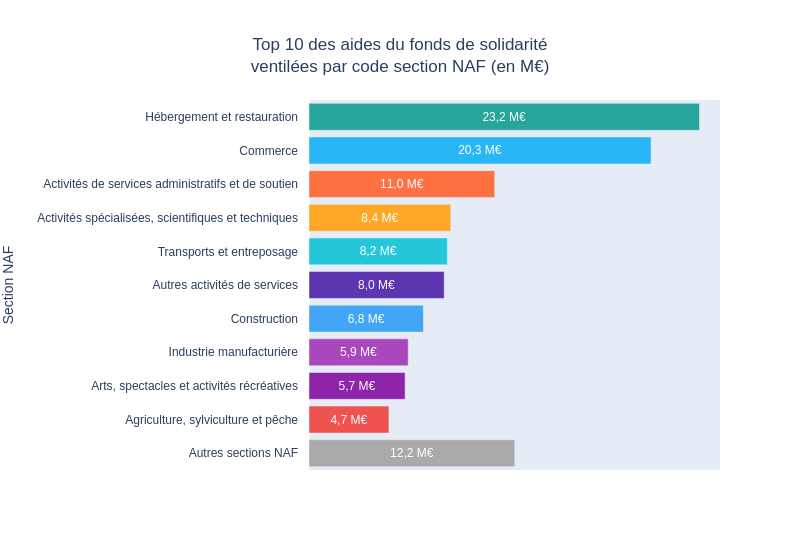 Top 10 des aides du fonds de solidarité
ventilées par code section NAF (en M€)
Section NAF
Hébergement et restauration 23,2 M€
Commerce 20,3 M€
Activités de services administratifs et de soutien 11,0 M€
Activités spécialisées, scientifiques et techniques 8,4 M€
Transports et entreposage 8,2 M€
Autres activités de services 8,0 M€
Construction 6,8 M€
Industrie manufacturière 5,9 M€
Arts, spectacles et activités récréatives 5,7 M€
Agriculture, sylviculture et pêche 4,7 M€
Autres sections NAF 12,2 M€